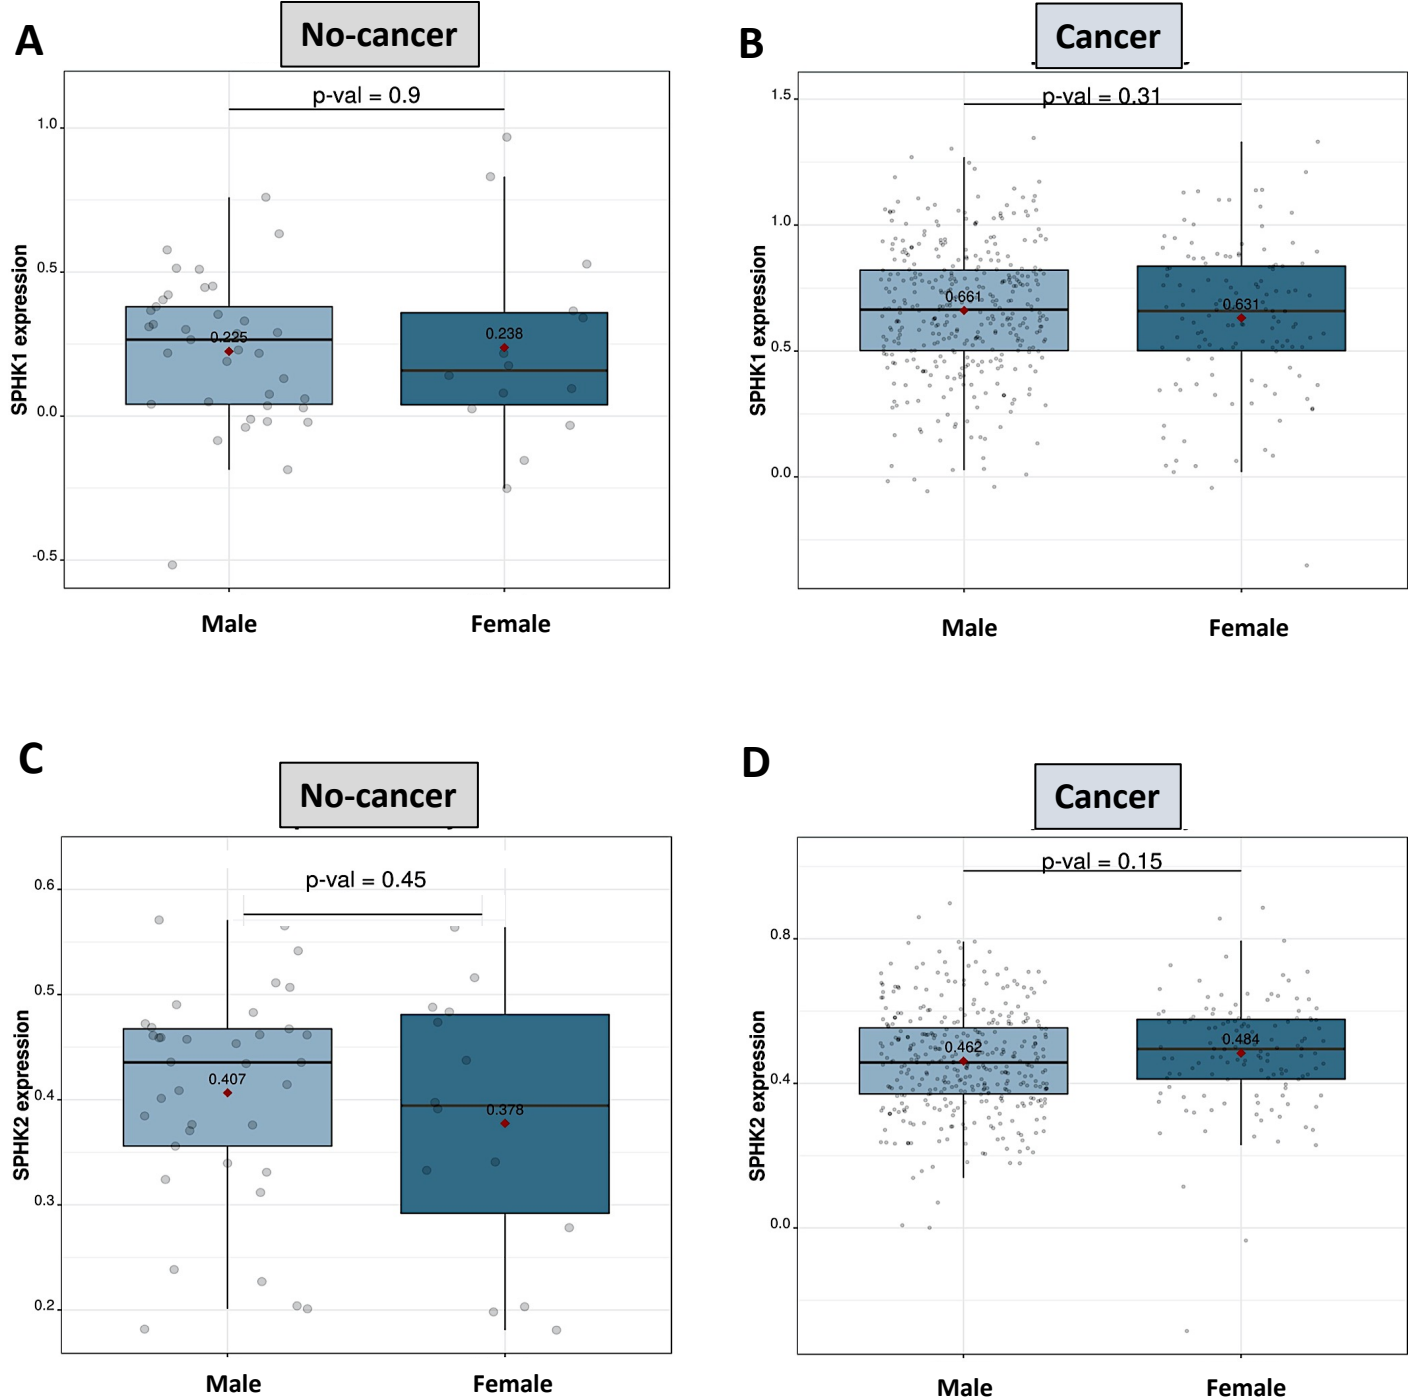 A
No-cancer
p-val = 0.9
1.0
0.5
0.0
-0.5
SPHK1 expression
0.225
0.238
Male
Female
B
Cancer
p-val = 0.31
1.5
1.0
0.5
0.0
SPHK1 expression
0.661
0.631
Male
Female
C
No-cancer
p-val = 0.45
0.6
0.5
0.4
0.3
0.2
SPHK2 expression
0.407
0.378
Male
Female
D
Cancer
p-val = 0.15
0.8
0.4
0.0
SPHK2 expression
0.462
0.484
Male
Female